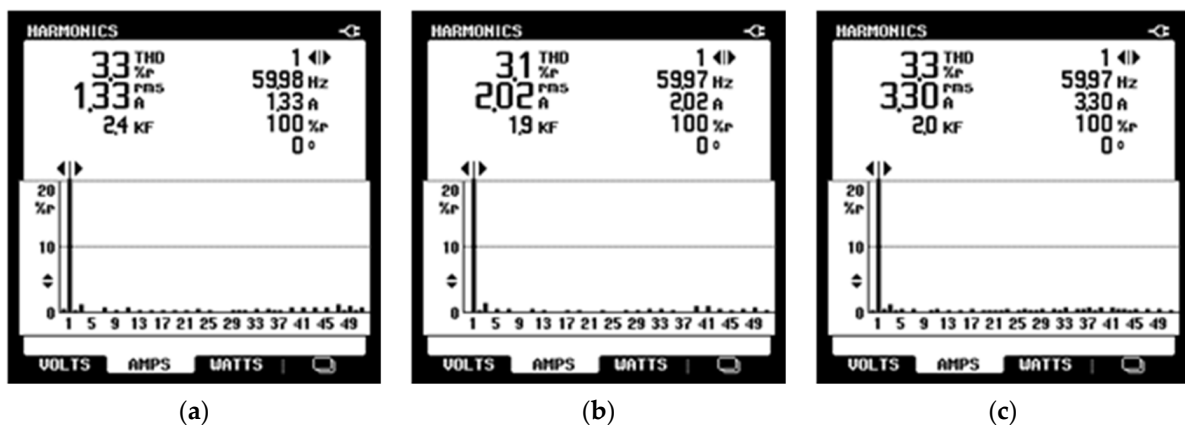 HARMONICS
3.3 THD %r
1.33 rms A
2.4 KF
1
59.98 Hz
1.33 A
100 %r
0 °
20
%r
10
0
1 5 9 13 17 21 25 29 33 37 41 45 49
VOLTS AMPS WATTS
(a)
HARMONICS
3.1 THD %r
2.02 rms A
1.9 KF
1
59.97 Hz
2.02 A
100 %r
0 °
20
%r
10
0
1 5 9 13 17 21 25 29 33 37 41 45 49
VOLTS AMPS WATTS
(b)
HARMONICS
3.3 THD %r
3.30 rms A
2.0 KF
1
59.97 Hz
3.30 A
100 %r
0 °
20
%r
10
0
1 5 9 13 17 21 25 29 33 37 41 45 49
VOLTS AMPS WATTS
(c)